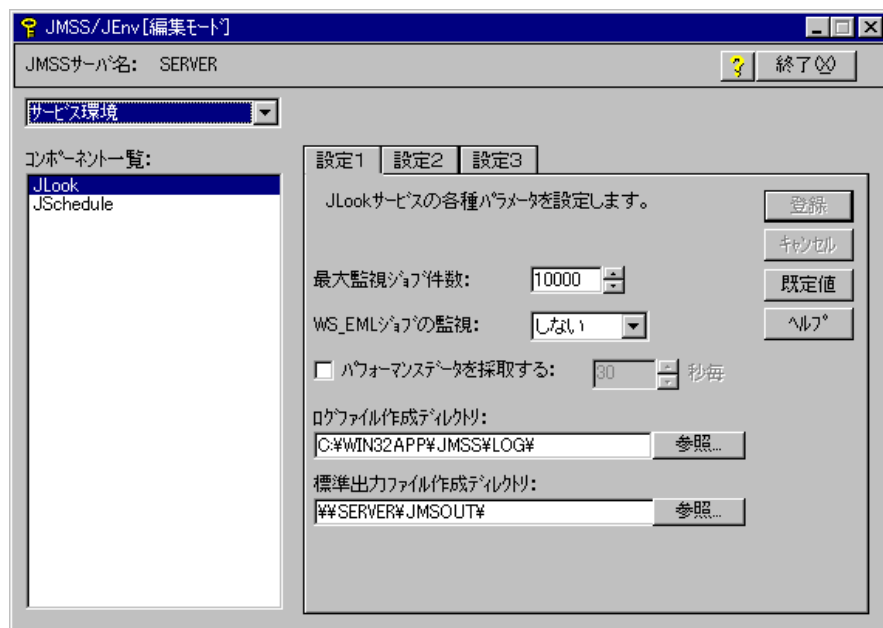 JMSS/JEnv[編集ﾓｰﾄﾞ]
JMSSｻｰﾊﾞ名: SERVER
? 終了(X)
ｻｰﾋﾞｽ環境
ｺﾝﾎﾟｰﾈﾝﾄ一覧:
JLook
JSchedule
設定1 設定2 設定3
JLookｻｰﾋﾞｽの各種ﾊﾟﾗﾒｰﾀを設定します。
登録
ｷｬﾝｾﾙ
既定値
ﾍﾙﾌﾟ
最大監視ｼﾞｮﾌﾞ件数: 10000
WS_EMLｼﾞｮﾌﾞの監視: しない
ﾊﾟﾌｫｰﾏﾝｽﾃﾞｰﾀを採取する: 30 秒毎
ﾛｸﾞﾌｧｲﾙ作成ﾃﾞｨﾚｸﾄﾘ:
C:¥WIN32APP¥JMSS¥LOG¥ 参照...
標準出力ﾌｧｲﾙ作成ﾃﾞｨﾚｸﾄﾘ:
¥¥SERVER¥JMSOUT¥ 参照...